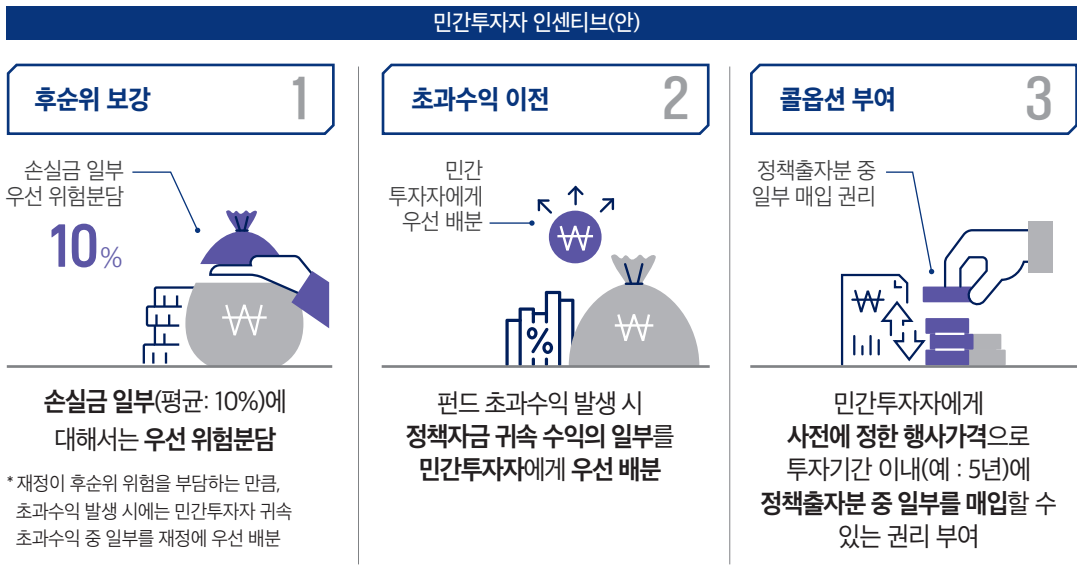 민간투자자 인센티브(안)
후순위 보강 1
손실금 일부
우선 위험분담
10%
₩
손실금 일부(평균: 10%)에
대해서는 우선 위험분담
* 재정이 후순위 위험을 부담하는 만큼,
초과수익 발생 시에는 민간투자자 귀속
초과수익 중 일부를 재정에 우선 배분
초과수익 이전 2
민간
투자자에게
우선 배분
₩
%
₩
펀드 초과수익 발생 시
정책자금 귀속 수익의 일부를
민간투자자에게 우선 배분
콜옵션 부여 3
정책출자분 중
일부 매입 권리
₩
민간투자자에게
사전에 정한 행사가격으로
투자기간 이내(예 : 5년)에
정책출자분 중 일부를 매입할 수
있는 권리 부여